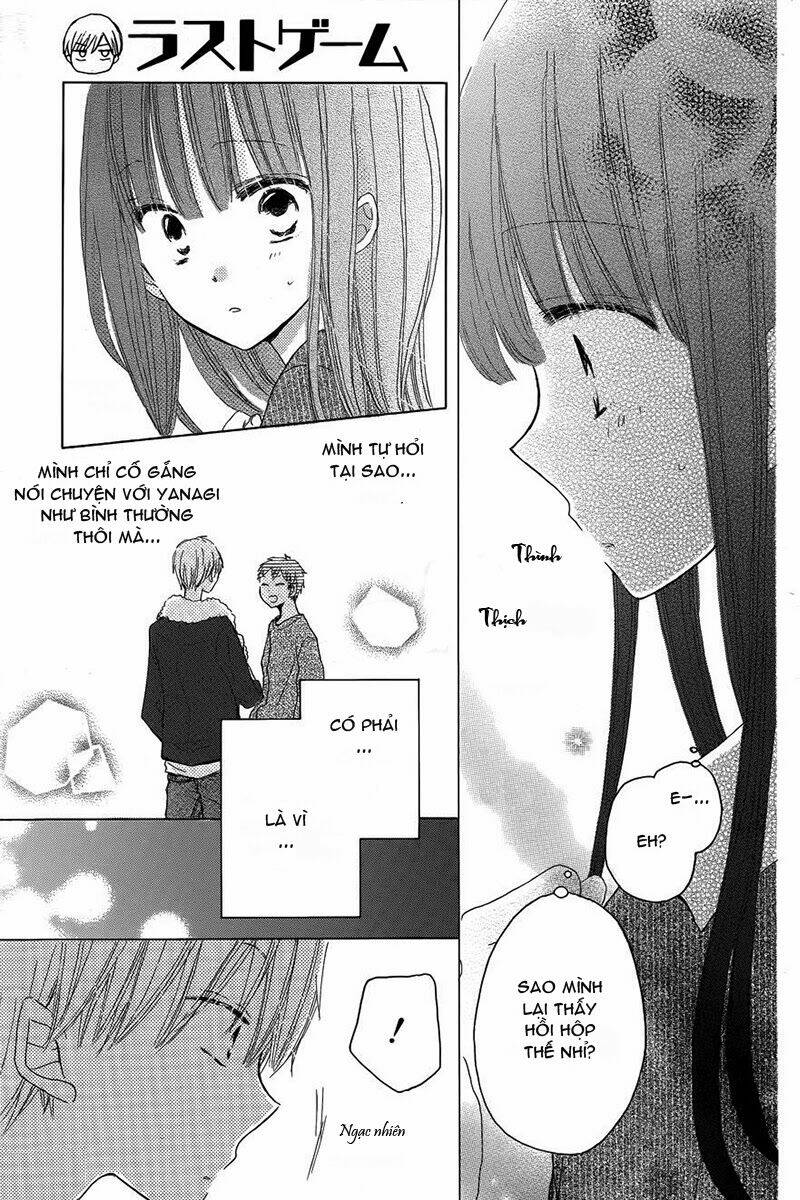 ラストゲーム
Thình
Thịch
E-...
EH?
SAO MÌNH
LẠI THẤY
HỒI HỘP
THẾ NHỈ?
MÌNH TỰ HỎI
TẠI SAO...
MÌNH CHỈ CỐ GẮNG
NÓI CHUYỆN VỚI YANAGI
NHƯ BÌNH THƯỜNG
THÔI MÀ...
CÓ PHẢI
...
LÀ VÌ
...
!
Ngạc nhiên